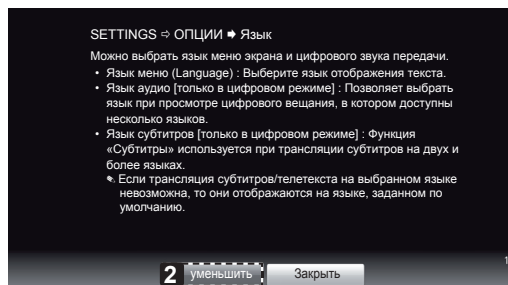 SETTINGS ⇨ ОПЦИИ ➧ Язык
Можно выбрать язык меню экрана и цифрового звука передачи.
• Язык меню (Language) : Выберите язык отображения текста.
• Язык аудио [только в цифровом режиме] : Позволяет выбрать
язык при просмотре цифрового вещания, в котором доступны
несколько языков.
• Язык субтитров [только в цифровом режиме] : Функция
«Субтитры» используется при трансляции субтитров на двух и
более языках.
Если трансляция субтитров/телетекста на выбранном языке
невозможна, то они отображаются на языке, заданном по
умолчанию.
1
2 уменьшить Закрыть